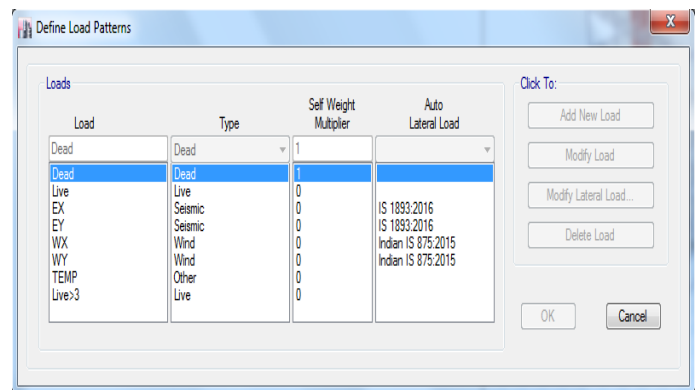 Define Load Patterns
X
Loads
Click To:
Load Type Self Weight Multiplier Auto Lateral Load
Dead Dead 1
Dead Dead 1
Live Live 0
EX Seismic 0 IS 1893:2016
EY Seismic 0 IS 1893:2016
WX Wind 0 Indian IS 875:2015
WY Wind 0 Indian IS 875:2015
TEMP Other 0
Live>3 Live 0
Add New Load
Modify Load
Modify Lateral Load...
Delete Load
OK Cancel